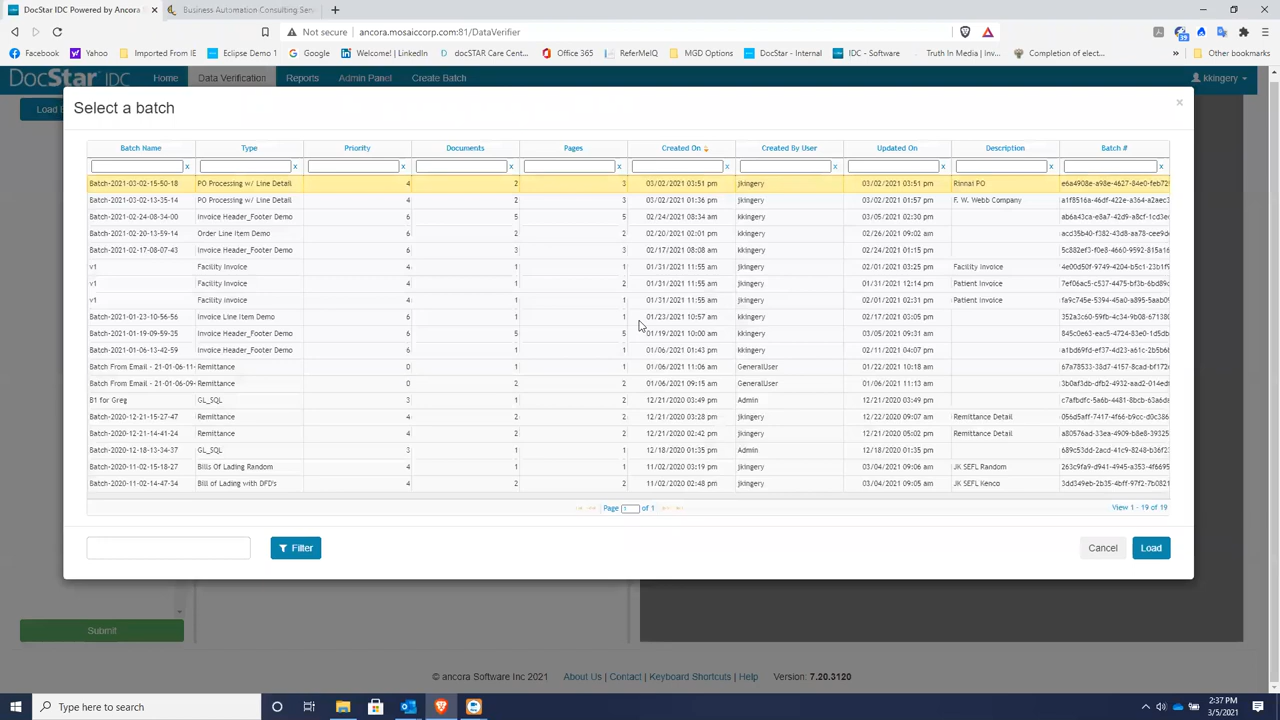 DocStar IDC Powered by Ancora S
Business Automation Consulting Serv
Not secure ancora.mosaiccorp.com:81/DataVerifier
Facebook Yahoo Imported From IE Eclipse Demo 1 Google Welcome! | LinkedIn DocSTAR Care Cent... Office 365 ReferMeIQ MGD Options Docstar - Internal IDC - Software Truth In Media | Inv... Completion of elect... Other bookmarks
DocStar IDC Home Data Verification Reports Admin Panel Create Batch kkingery
Select a batch
Batch Name Type Priority Documents Pages Created On Created By User Updated On Description Batch #
x x x x x x x x x x
Batch-2021-03-02-15-50-18 PO Processing w/ Line Detail 4 2 3 03/02/2021 03:51 pm jkingery 03/02/2021 03:51 pm Rinnai PO
Batch-2021-03-02-13-35-14 PO Processing w/ Line Detail 4 2 3 03/02/2021 01:36 pm jkingery 03/02/2021 01:57 pm F. W. Webb Company
Batch-2021-02-24-08-34-00 Invoice Header_Footer Demo 6 5 5 02/24/2021 08:34 am kkingery 03/05/2021 02:30 pm
Batch-2021-02-20-13-59-14 Order Line Item Demo 6 2 2 02/20/2021 02:01 pm kkingery 02/26/2021 09:02 am
Batch-2021-02-17-08-07-43 Invoice Header_Footer Demo 6 3 3 02/17/2021 08:08 am kkingery 02/24/2021 01:15 pm
v1 Facility Invoice 4 1 1 01/31/2021 11:55 am jkingery 02/01/2021 03:25 pm Facility Invoice
v1 Facility Invoice 4 1 2 01/31/2021 11:55 am jkingery 01/31/2021 12:14 pm Patient Invoice
v1 Facility Invoice 4 1 1 01/31/2021 11:55 am jkingery 02/01/2021 02:31 pm Patient Invoice
Batch-2021-01-23-10-56-56 Invoice Line Item Demo 6 1 1 01/23/2021 10:57 am kkingery 02/17/2021 03:05 pm
Batch-2021-01-19-09-59-35 Invoice Header_Footer Demo 6 5 5 01/19/2021 10:00 am kkingery 03/05/2021 09:31 am
Batch-2021-01-06-13-42-59 Invoice Header_Footer Demo 6 1 1 01/06/2021 01:43 pm kkingery 02/11/2021 04:07 pm
Batch From Email - 21-01-06-11- Remittance 0 1 1 01/06/2021 11:06 am GeneralUser 01/22/2021 10:18 am
Batch From Email - 21-01-06-09- Remittance 0 2 2 01/06/2021 09:15 am GeneralUser 01/06/2021 11:13 am
B1 for Greg GL_SQL 3 1 2 12/21/2020 03:49 pm Admin 12/21/2020 03:49 pm
Batch-2020-12-21-15-27-47 Remittance 4 2 2 12/21/2020 03:28 pm jkingery 12/22/2020 09:07 am Remittance Detail
Batch-2020-12-21-14-41-24 Remittance 4 2 2 12/21/2020 02:42 pm jkingery 12/21/2020 05:02 pm Remittance Detail
Batch-2020-12-18-13-34-37 GL_SQL 3 1 2 12/18/2020 01:35 pm Admin 12/18/2020 01:35 pm
Batch-2020-11-02-15-18-27 Bills Of Lading Random 4 1 1 11/02/2020 03:19 pm jkingery 03/04/2021 09:06 am JK SEFL Random
Batch-2020-11-02-14-47-34 Bill of Lading with DFD's 4 2 2 11/02/2020 02:48 pm jkingery 03/04/2021 09:05 am JK SEFL Kenco
Page 1 of 1 View 1 - 19 of 19
Filter Cancel Load
Submit
© ancora Software Inc 2021 About Us | Contact | Keyboard Shortcuts | Help Version: 7.20.3120
Type here to search
2:37 PM
3/5/2021